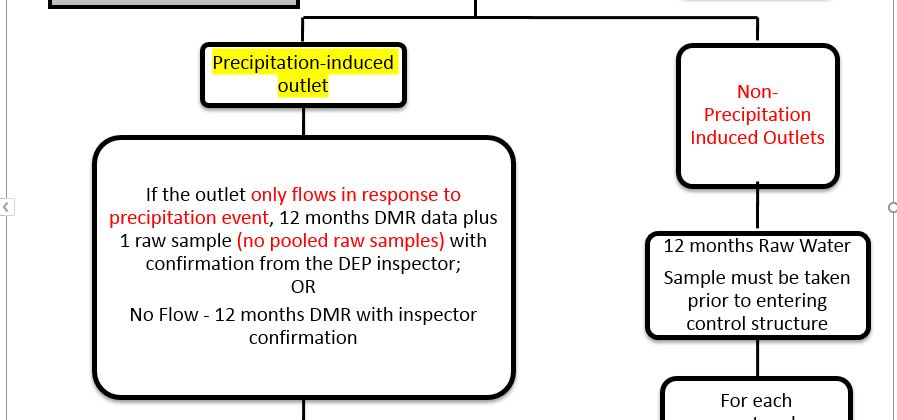 Precipitation-induced
outlet
If the outlet only flows in response to
precipitation event, 12 months DMR data plus
1 raw sample (no pooled raw samples) with
confirmation from the DEP inspector;
OR
No Flow - 12 months DMR with inspector
confirmation
Non-
Precipitation
Induced Outlets
12 months Raw Water
Sample must be taken
prior to entering
control structure
For each